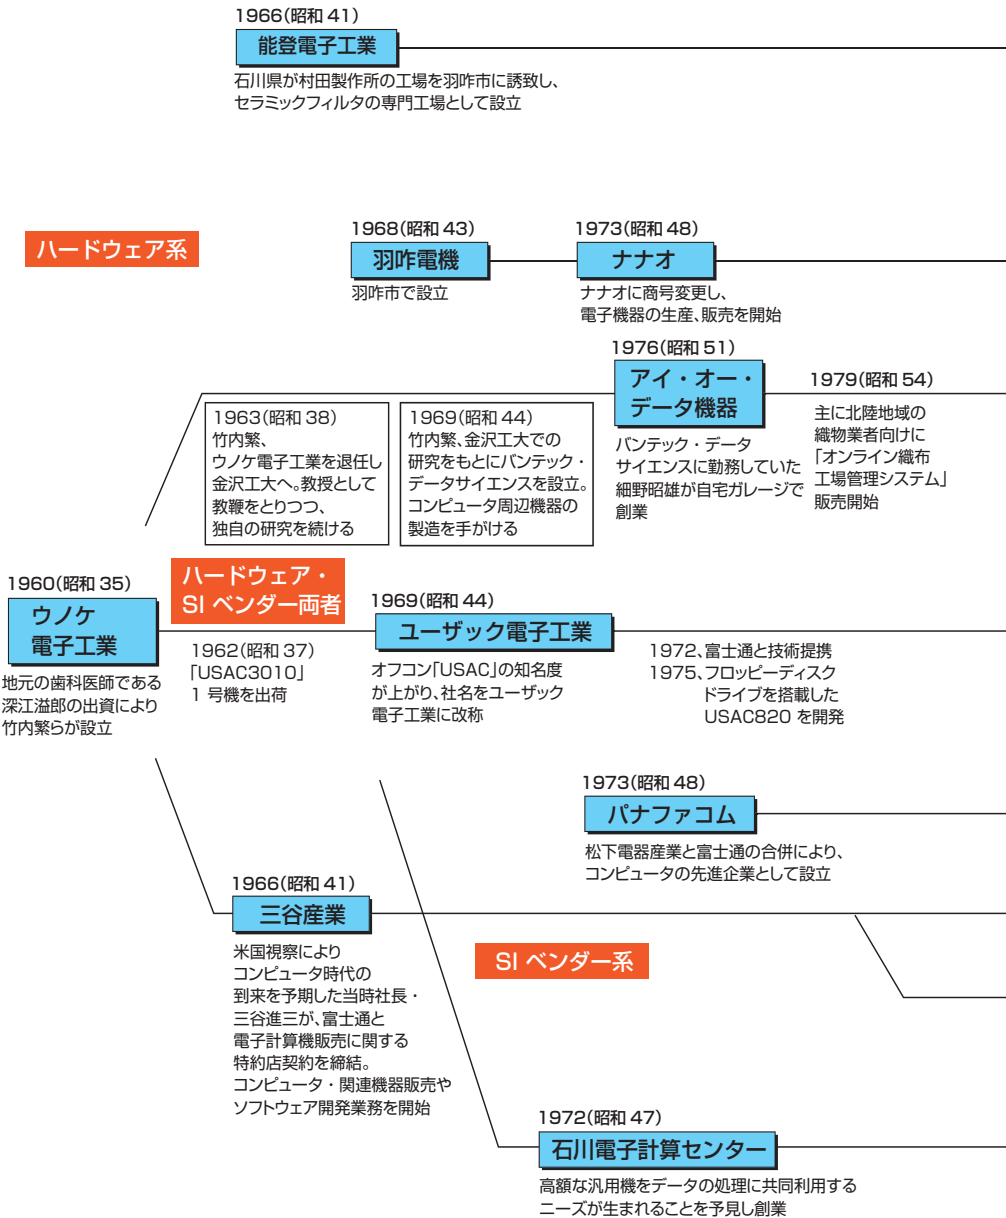 1966(昭和41)
能登電子工業
石川県が村田製作所の工場を羽咋市に誘致し、
セラミックフィルタの専門工場として設立
ハードウェア系
1968(昭和43)
羽咋電機
羽咋市で設立
1973(昭和48)
ナナオ
ナナオに商号変更し、
電子機器の生産、販売を開始
1976(昭和51)
アイ・オー・
データ機器
バンテック・データ
サイエンスに勤務していた
細野昭雄が自宅ガレージで
創業
1979(昭和54)
主に北陸地域の
織物業者向けに
「オンライン織布
工場管理システム」
販売開始
1963(昭和38)
竹内繁、
ウノケ電子工業を退任し
金沢工大へ。教授として
教鞭をとりつつ、
独自の研究を続ける
1969(昭和44)
竹内繁、金沢工大での
研究をもとにバンテック・
データサイエンスを設立。
コンピュータ周辺機器の
製造を手がける
ハードウェア・
SI ベンダー両者
1960(昭和35)
ウノケ
電子工業
地元の歯科医師である
深江溢郎の出資により
竹内繁らが設立
1962(昭和37)
「USAC3010」
1 号機を出荷
1969(昭和44)
ユーザック電子工業
オフコン「USAC」の知名度
が上がり、社名をユーザック
電子工業に改称
1972、富士通と技術提携
1975、フロッピーディスク
ドライブを搭載した
USAC820 を開発
1973(昭和48)
パナファコム
松下電器産業と富士通の合併により、
コンピュータの先進企業として設立
1966(昭和41)
三谷産業
米国視察により
コンピュータ時代の
到来を予期した当時社長・
三谷進三が、富士通と
電子計算機販売に関する
特約店契約を締結。
コンピュータ・関連機器販売や
ソフトウェア開発業務を開始
SI ベンダー系
1972(昭和47)
石川電子計算センター
高額な汎用機をデータの処理に共同利用する
ニーズが生まれることを予見し創業